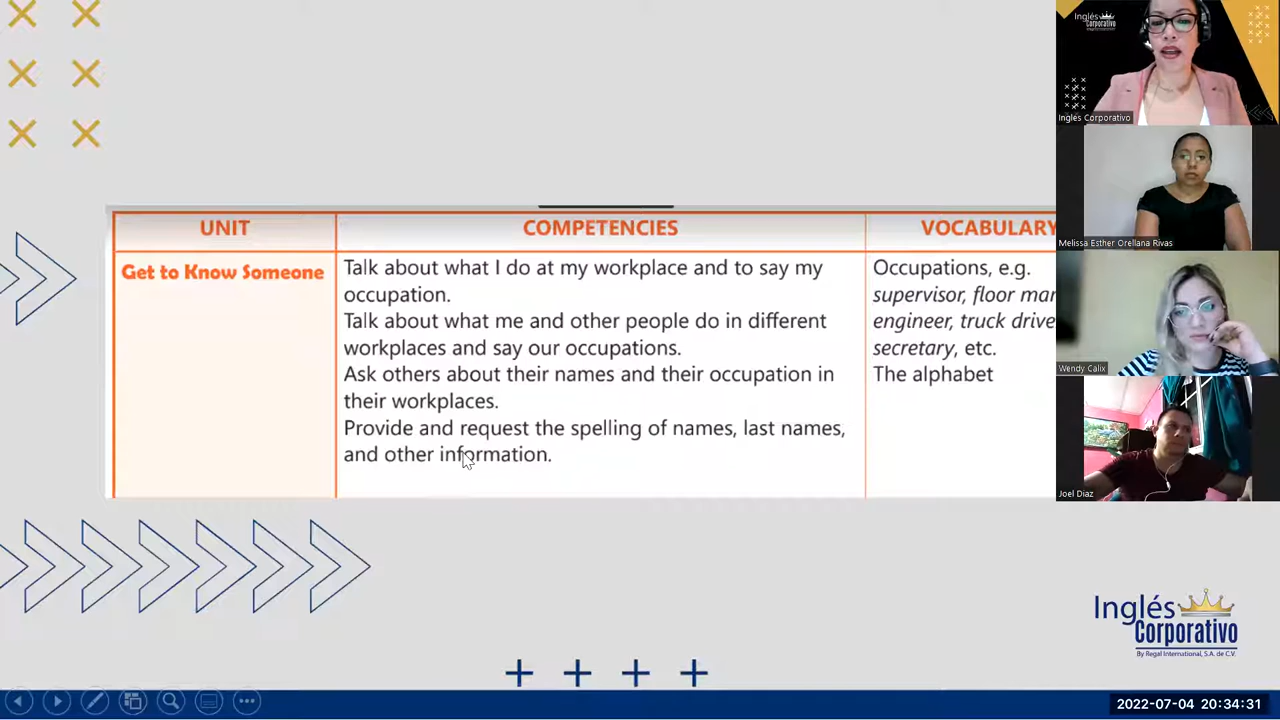 UNIT
COMPETENCIES
VOCABULARY
Get to Know Someone
Talk about what I do at my workplace and to say my
occupation.
Talk about what me and other people do in different
workplaces and say our occupations.
Ask others about their names and their occupation in
their workplaces.
Provide and request the spelling of names, last names,
and other information.
Occupations, e.g.
supervisor, floor mar
engineer, truck drive
secretary, etc.
The alphabet
Inglés
Corporativo
Inglés Corporativo
Melissa Esther Orellana Rivas
Wendy Calix
Joel Diaz
Inglés
Corporativo
By Regal International, S.A. de C.V.
2022-07-04 20:34:31